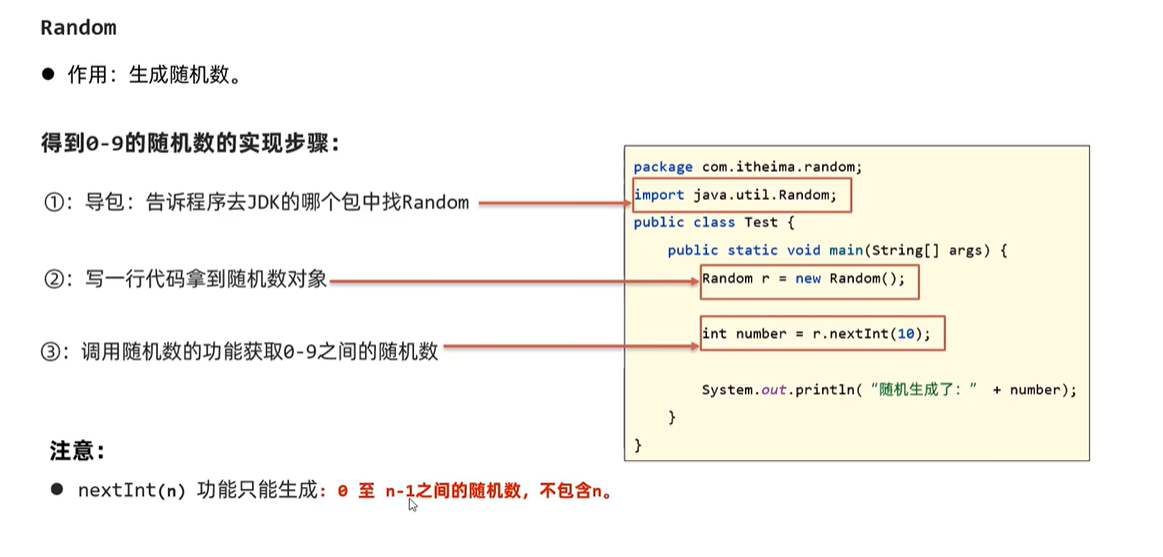 Random
● 作用：生成随机数。
得到0-9的随机数的实现步骤：
①：导包：告诉程序去JDK的哪个包中找Random
②：写一行代码拿到随机数对象
③：调用随机数的功能获取0-9之间的随机数
package com.itheima.random;
import java.util.Random;
public class Test {
public static void main(String[] args) {
Random r = new Random();
int number = r.nextInt(10);
System.out.println( “随机生成了：” + number);
}
}
注意：
● nextInt(n) 功能只能生成：0 至 n-1之间的随机数，不包含n。